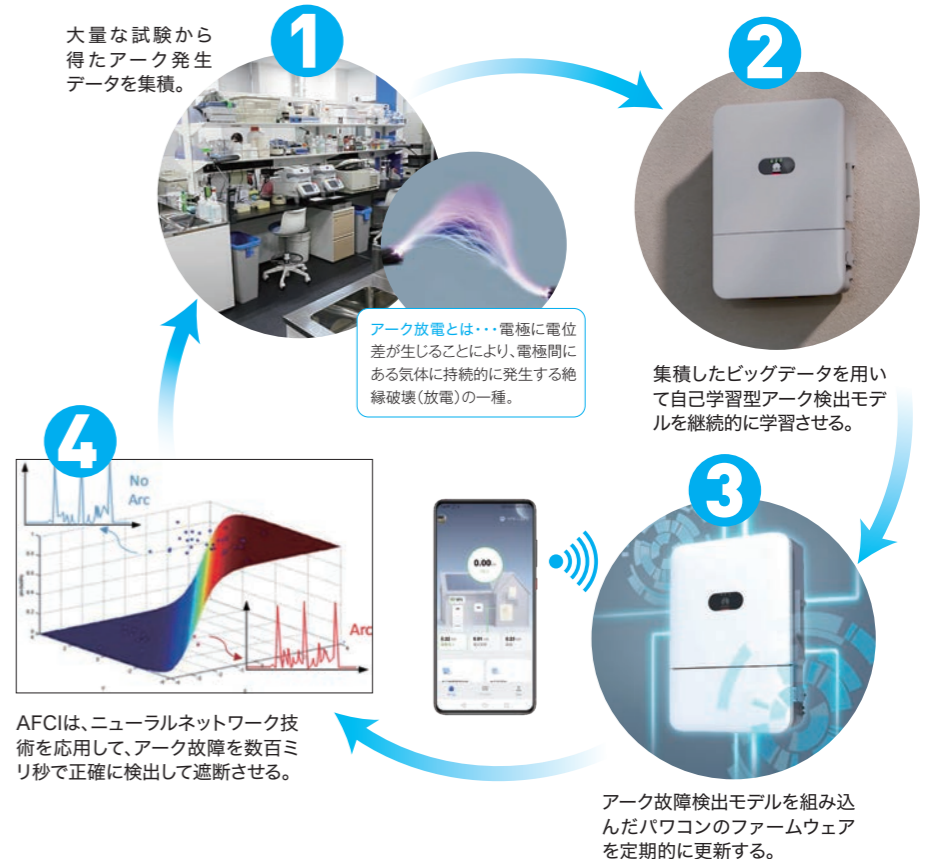 1
大量な試験から
得たアーク発生
データを集積。
アーク放電とは・・・電極に電位
差が生じることにより、電極間に
ある気体に持続的に発生する絶
縁破壊(放電)の一種。
2
集積したビッグデータを用い
て自己学習型アーク検出モデ
ルを継続的に学習させる。
3
0.00
アーク故障検出モデルを組み込
んだパワコンのファームウェア
を定期的に更新する。
4
No
Arc
Arc
AFCIは、ニューラルネットワーク技
術を応用して、アーク故障を数百ミ
リ秒で正確に検出して遮断させる。